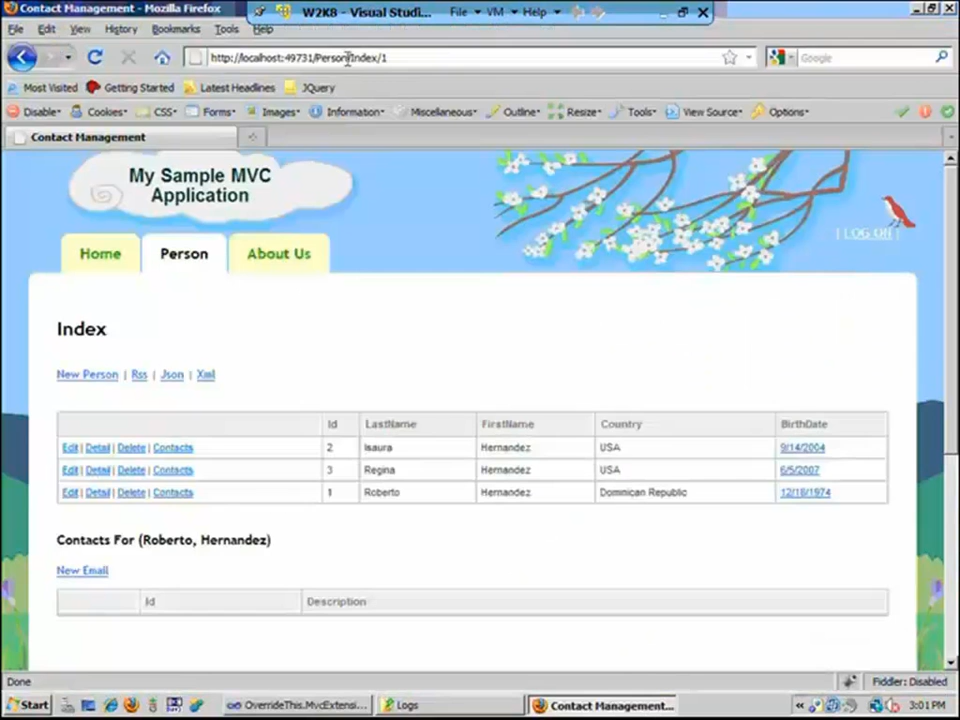 Contact Management - Mozilla Firefox
W2K8 - Visual Studi... File VM Help
File Edit View History Bookmarks Tools Help
http://localhost:49731/Person/Index/1
Google
Most Visited Getting Started Latest Headlines JQuery
Disable Cookies CSS Forms Images Information Miscellaneous Outline Resize Tools View Source Options
Contact Management
My Sample MVC
Application
[ LOG ON ]
Home Person About Us
Index
New Person | Rss | Json | Xml
Id LastName FirstName Country BirthDate
Edit | Detail | Delete | Contacts 2 Isaura Hernandez USA 9/14/2004
Edit | Detail | Delete | Contacts 3 Regina Hernandez USA 6/5/2007
Edit | Detail | Delete | Contacts 1 Roberto Hernandez Dominican Republic 12/16/1974
Contacts For (Roberto, Hernandez)
New Email
Id Description
Done Fiddler: Disabled
Start OverrideThis.MvcExtensi... Logs Contact Management... 3:01 PM